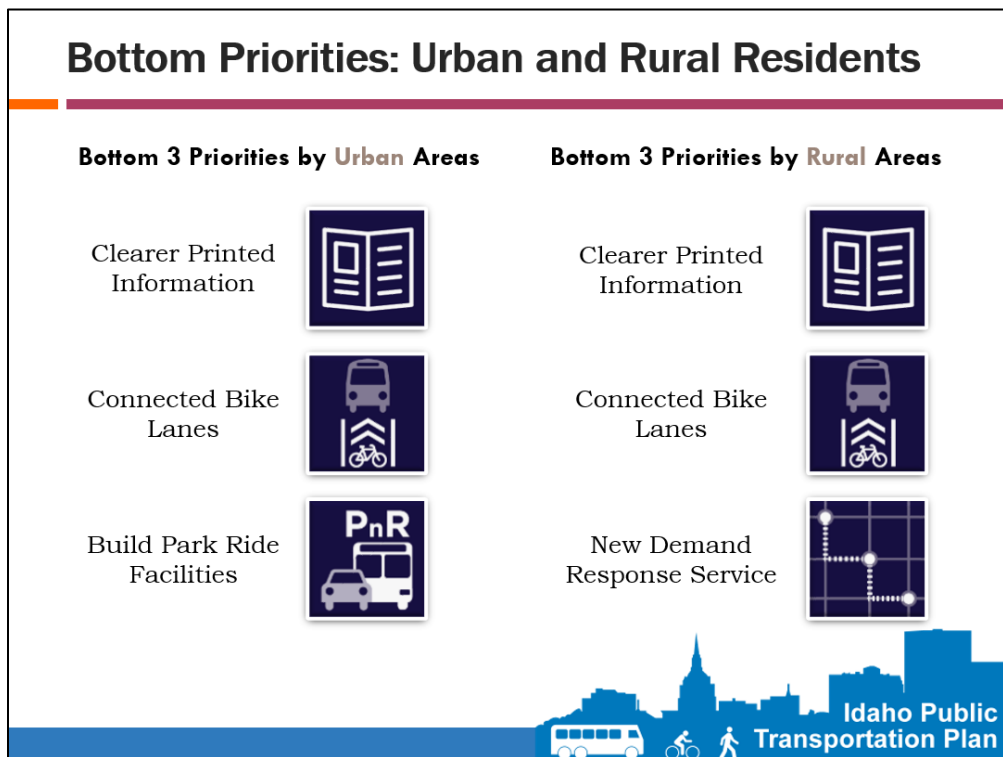 Bottom Priorities: Urban and Rural Residents
Bottom 3 Priorities by Urban Areas
Clearer Printed
Information
Connected Bike
Lanes
PnR
Build Park Ride
Facilities
Bottom 3 Priorities by Rural Areas
Clearer Printed
Information
Connected Bike
Lanes
New Demand
Response Service
Idaho Public
Transportation Plan